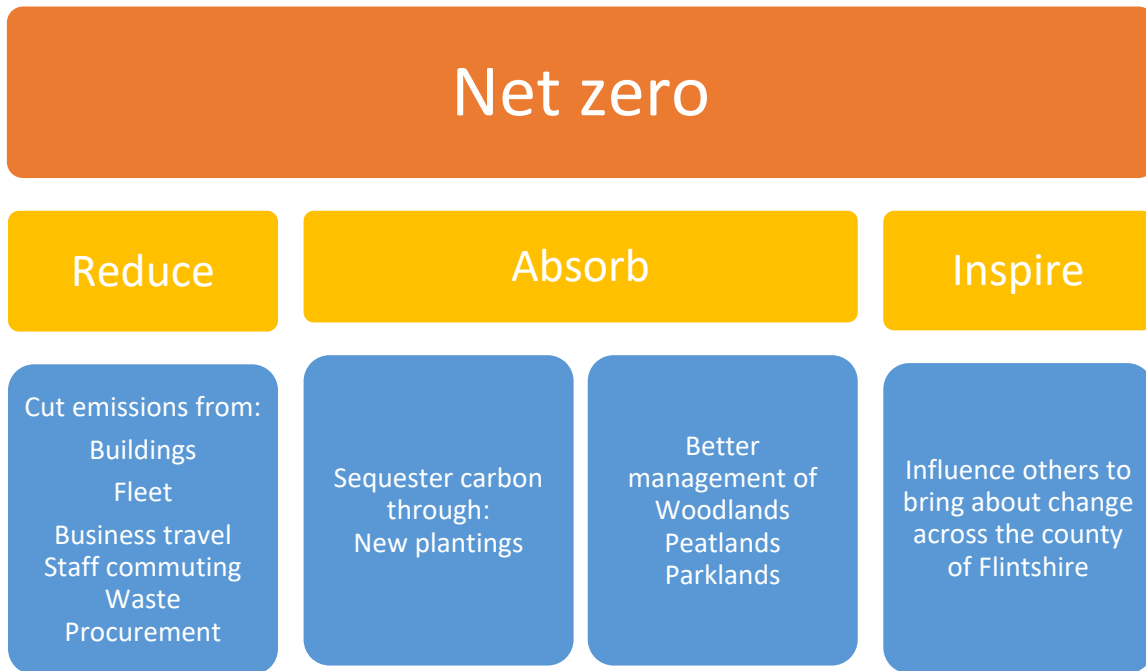 Net zero
Reduce
Absorb
Inspire
Cut emissions from:
Buildings
Fleet
Business travel
Staff commuting
Waste
Procurement
Sequester carbon
through:
New plantings
Better
management of
Woodlands
Peatlands
Parklands
Influence others to
bring about change
across the county
of Flintshire